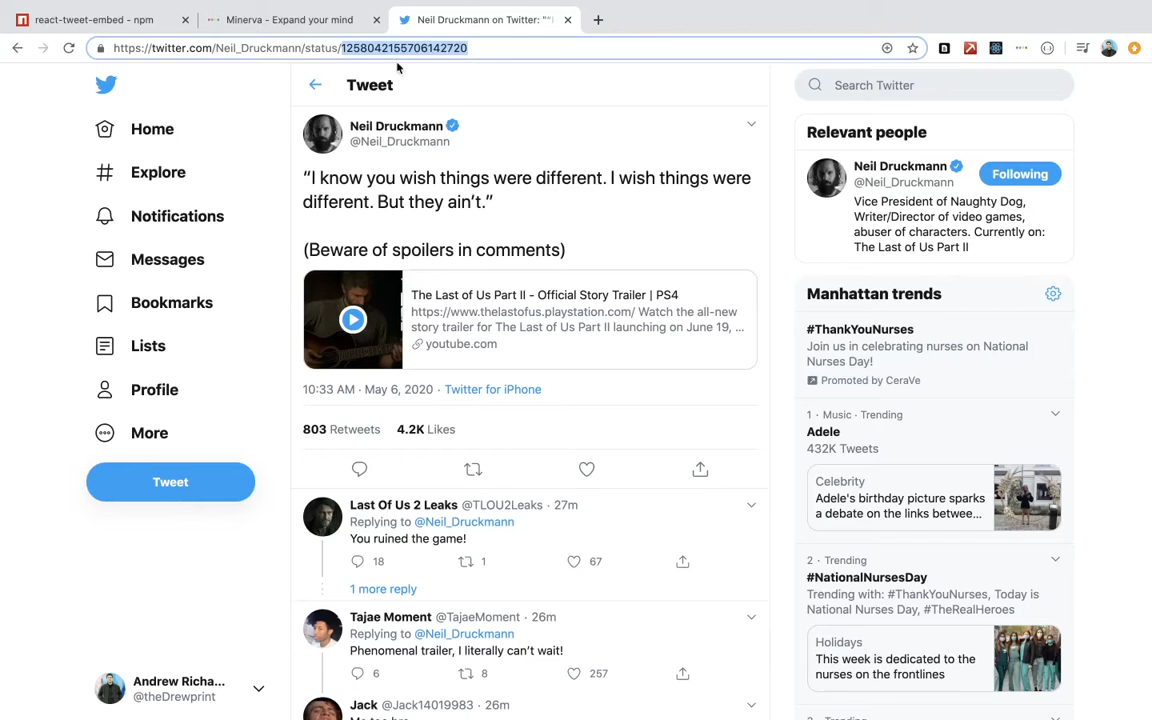 react-tweet-embed - npm
Minerva - Expand your mind
Neil Druckmann on Twitter: "“I
https://twitter.com/Neil_Druckmann/status/1258042155706142720
Tweet
Search Twitter
Home
Explore
Notifications
Messages
Bookmarks
Lists
Profile
More
Tweet
Andrew Richa...
@theDrewprint
Neil Druckmann
@Neil_Druckmann
“I know you wish things were different. I wish things were
different. But they ain’t.”
(Beware of spoilers in comments)
The Last of Us Part II - Official Story Trailer | PS4
https://www.thelastofus.playstation.com/ Watch the all-new
story trailer for The Last of Us Part II launching on June 19, ...
youtube.com
10:33 AM · May 6, 2020 · Twitter for iPhone
803 Retweets 4.2K Likes
Last Of Us 2 Leaks @TLOU2Leaks · 27m
Replying to @Neil_Druckmann
You ruined the game!
18 1 67
1 more reply
Tajae Moment @TajaeMoment · 26m
Replying to @Neil_Druckmann
Phenomenal trailer, I literally can’t wait!
6 8 257
Jack @Jack14019983 · 26m
Relevant people
Neil Druckmann
@Neil_Druckmann
Following
Vice President of Naughty Dog,
Writer/Director of video games,
abuser of characters. Currently on:
The Last of Us Part II
Manhattan trends
#ThankYouNurses
Join us in celebrating nurses on National
Nurses Day!
Promoted by CeraVe
1 · Music · Trending
Adele
432K Tweets
Celebrity
Adele's birthday picture sparks
a debate on the links betwee...
2 · Trending
#NationalNursesDay
Trending with: #ThankYouNurses, Today is
National Nurses Day, #TheRealHeroes
Holidays
This week is dedicated to the
nurses on the frontlines